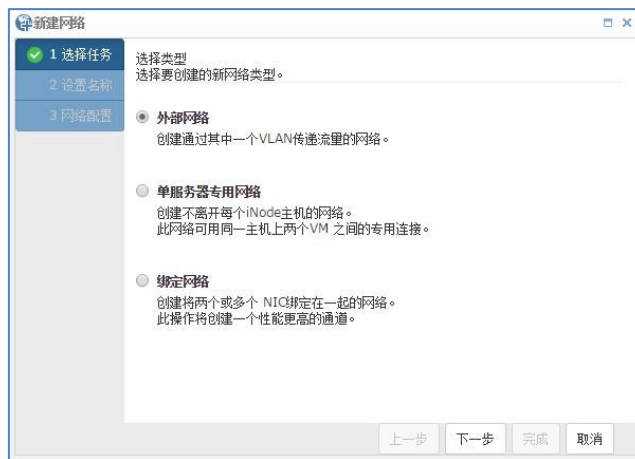 新建网络
1 选择任务
2 设置名称
3 网络配置
选择类型
选择要创建的新网络类型。
外部网络
创建通过其中一个VLAN传递流量的网络。
单服务器专用网络
创建不离开每个iNode主机的网络。
此网络可用同一主机上两个VM 之间的专用连接。
绑定网络
创建将两个或多个 NIC绑定在一起的网络。
此操作将创建一个性能更高的通道。
上一步 下一步 完成 取消